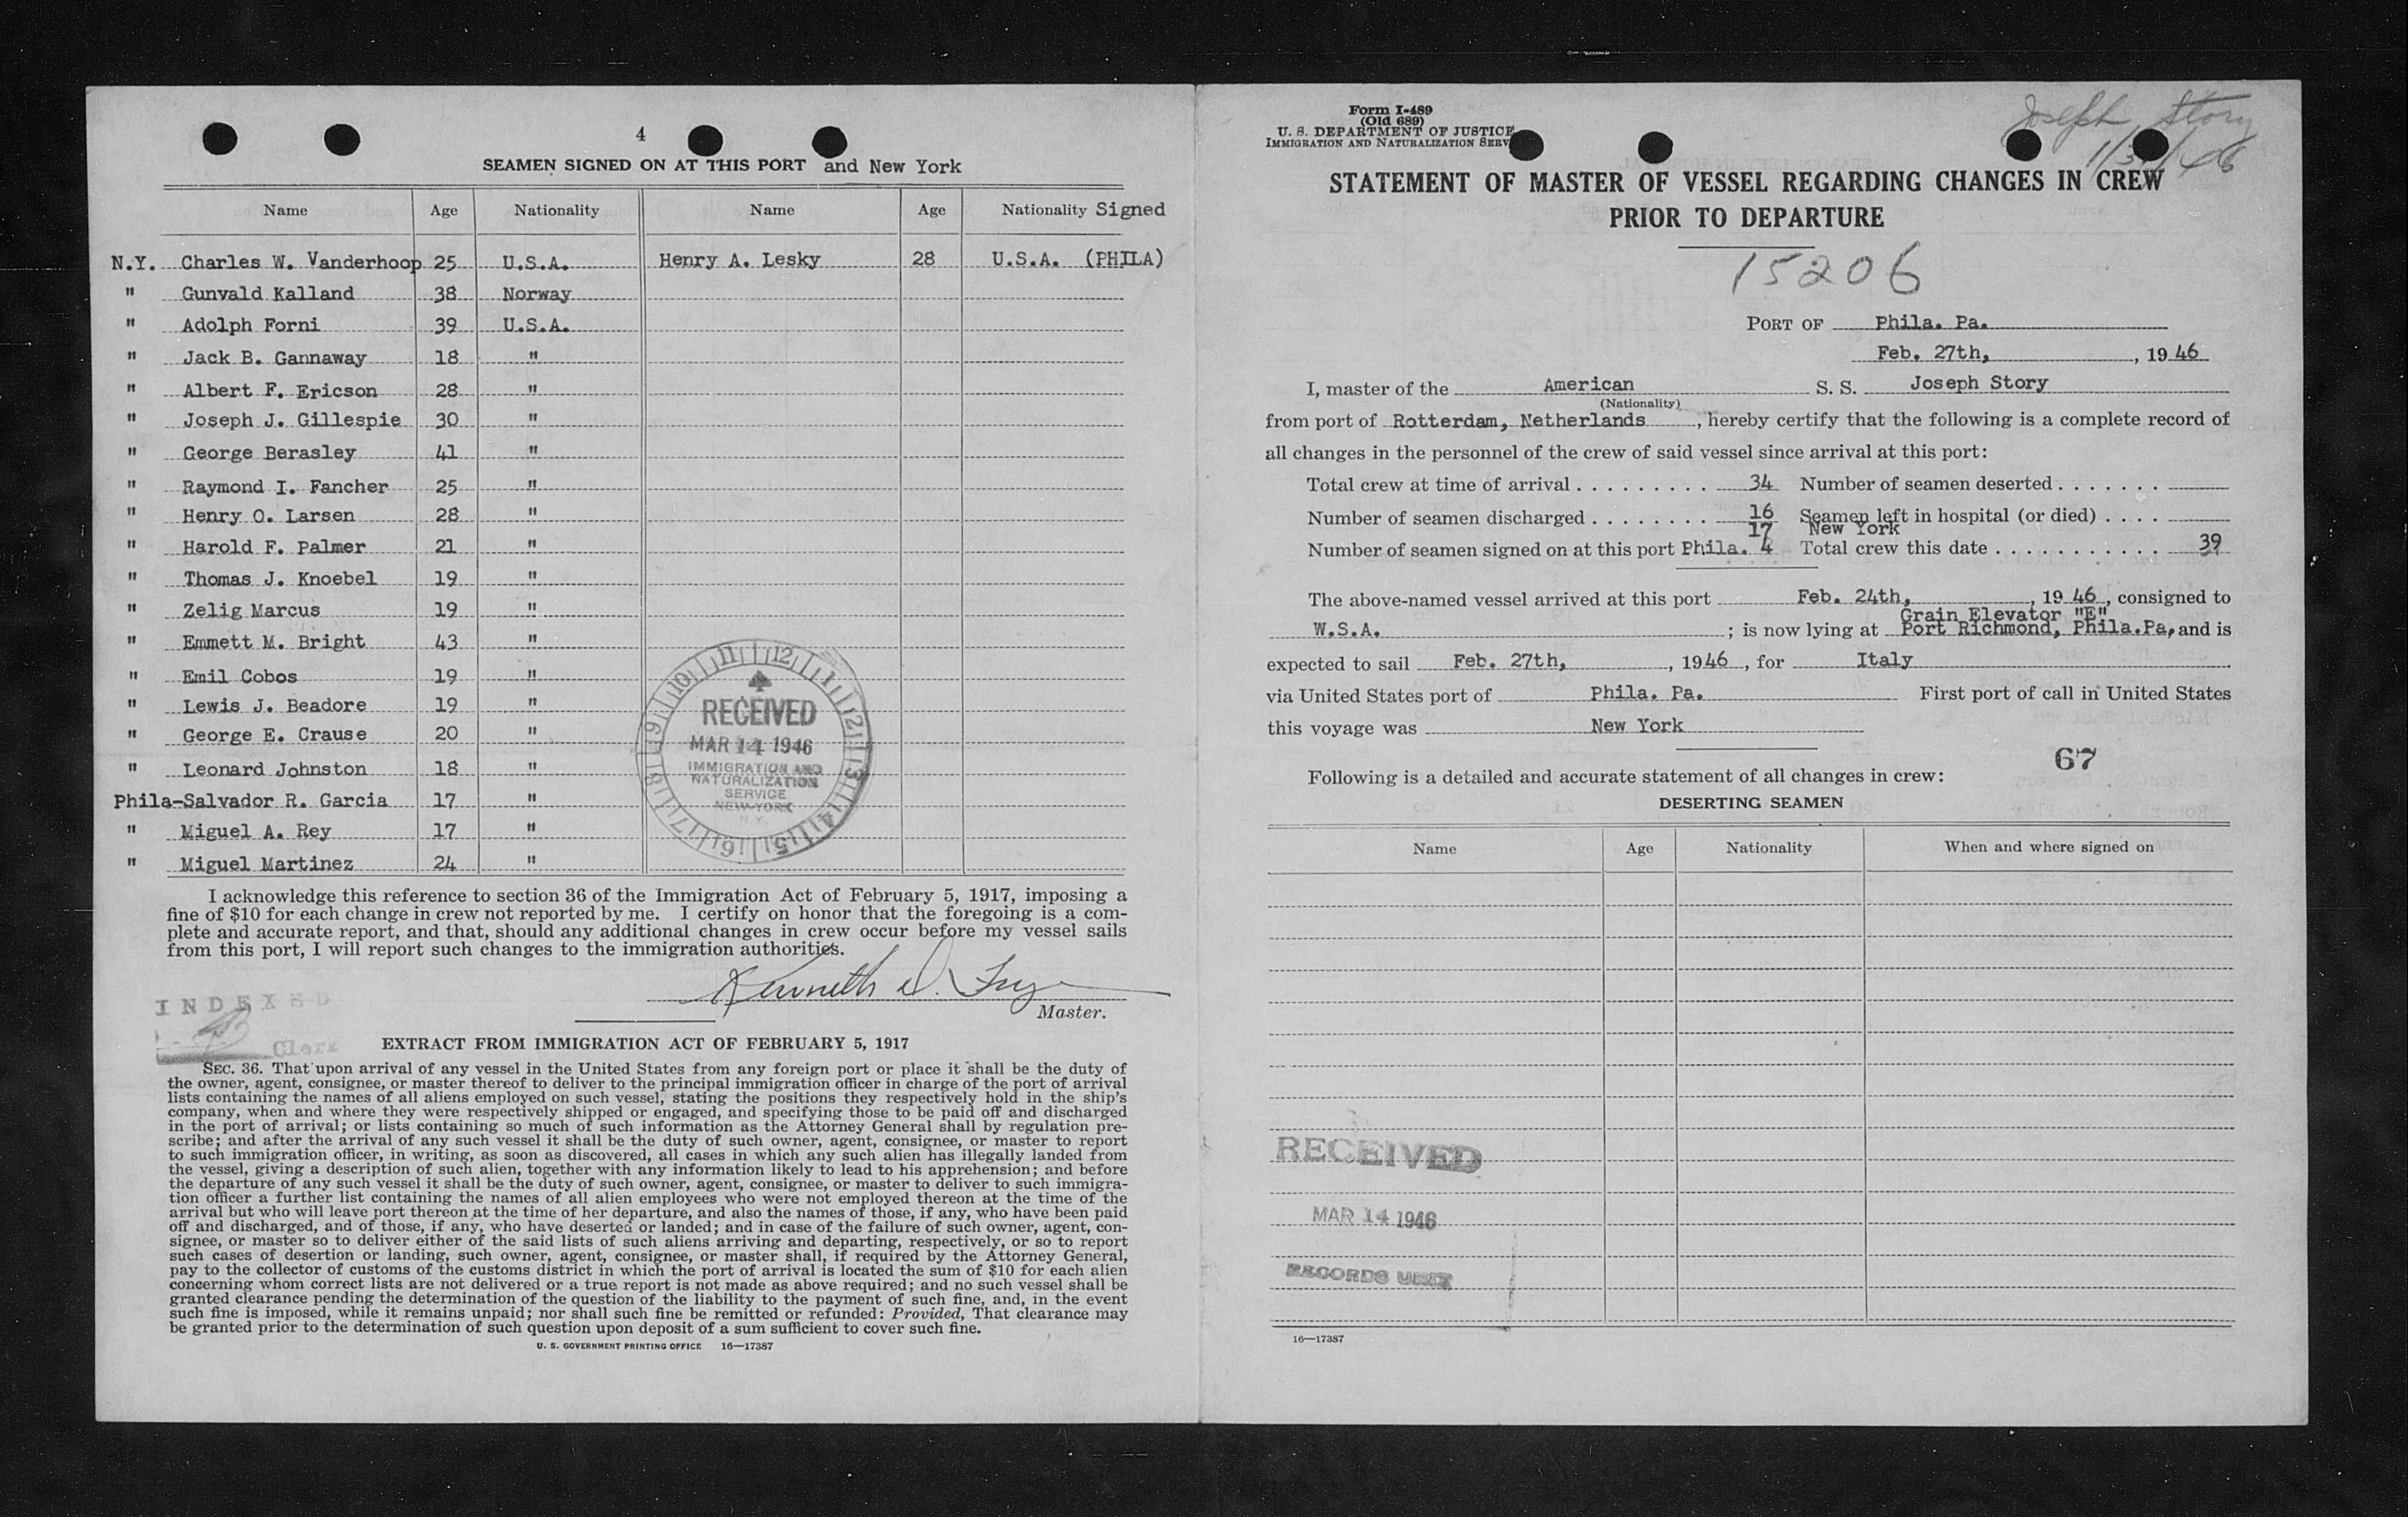 4
SEAMEN SIGNED ON AT THIS PORT and New York
Name Age Nationality Name Age Nationality Signed
N.Y. Charles W. Vanderhoop 25 U.S.A. Henry A. Lesky 28 U.S.A. (PHILA)
" Gunvald Kalland 38 Norway
" Adolph Forni 39 U.S.A.
" Jack B. Gannaway 18 "
" Albert F. Ericson 28 "
" Joseph J. Gillespie 30 "
" George Berasley 41 "
" Raymond I. Fancher 25 "
" Henry O. Larsen 28 "
" Harold F. Palmer 21 "
" Thomas J. Knoebel 19 "
" Zelig Marcus 19 "
" Emmett M. Bright 43 "
" Emil Cobos 19 "
" Lewis J. Beadore 19 "
" George E. Crause 20 "
" Leonard Johnston 18 "
Phila-Salvador R. Garcia 17 "
" Miguel A. Rey 17 "
" Miguel Martinez 24 "
11 12 1 2 3 4 5 6 7 8 9 10
RECEIVED
MAR 14 1946
IMMIGRATION AND
NATURALIZATION
SERVICE
NEW YORK
N.Y.
I acknowledge this reference to section 36 of the Immigration Act of February 5, 1917, imposing a
fine of $10 for each change in crew not reported by me. I certify on honor that the foregoing is a com-
plete and accurate report, and that, should any additional changes in crew occur before my vessel sails
from this port, I will report such changes to the immigration authorities.
Kenneth D. Frye
Master.
INDEXED
Clerk
EXTRACT FROM IMMIGRATION ACT OF FEBRUARY 5, 1917
SEC. 36. That upon arrival of any vessel in the United States from any foreign port or place it shall be the duty of
the owner, agent, consignee, or master thereof to deliver to the principal immigration officer in charge of the port of arrival
lists containing the names of all aliens employed on such vessel, stating the positions they respectively hold in the ship's
company, when and where they were respectively shipped or engaged, and specifying those to be paid off and discharged
in the port of arrival; or lists containing so much of such information as the Attorney General shall by regulation pre-
scribe; and after the arrival of any such vessel it shall be the duty of such owner, agent, consignee, or master to report
to such immigration officer, in writing, as soon as discovered, all cases in which any such alien has illegally landed from
the vessel, giving a description of such alien, together with any information likely to lead to his apprehension; and before
the departure of any such vessel it shall be the duty of such owner, agent, consignee, or master to deliver to such immigra-
tion officer a further list containing the names of all alien employees who were not employed thereon at the time of the
arrival but who will leave port thereon at the time of her departure, and also the names of those, if any, who have been paid
off and discharged, and of those, if any, who have deserted or landed; and in case of the failure of such owner, agent, con-
signee, or master so to deliver either of the said lists of such aliens arriving and departing, respectively, or so to report
such cases of desertion or landing, such owner, agent, consignee, or master shall, if required by the Attorney General,
pay to the collector of customs of the customs district in which the port of arrival is located the sum of $10 for each alien
concerning whom correct lists are not delivered or a true report is not made as above required; and no such vessel shall be
granted clearance pending the determination of the question of the liability to the payment of such fine, and, in the event
such fine is imposed, while it remains unpaid; nor shall such fine be remitted or refunded: Provided, That clearance may
be granted prior to the determination of such question upon deposit of a sum sufficient to cover such fine.
U. S. GOVERNMENT PRINTING OFFICE 16—17387
Form I-489
(Old 689)
U. S. DEPARTMENT OF JUSTICE
IMMIGRATION AND NATURALIZATION SERV
Joseph Story
1/31/46
STATEMENT OF MASTER OF VESSEL REGARDING CHANGES IN CREW
PRIOR TO DEPARTURE
15206
PORT OF Phila. Pa.
Feb. 27th, , 1946
I, master of the American S. S. Joseph Story
(Nationality)
from port of Rotterdam, Netherlands , hereby certify that the following is a complete record of
all changes in the personnel of the crew of said vessel since arrival at this port:
Total crew at time of arrival . . . . . . . . . 34 Number of seamen deserted . . . . . . .
Number of seamen discharged . . . . . . . . 16 Seamen left in hospital (or died) . . . .
17 New York
Number of seamen signed on at this port Phila. 4 Total crew this date . . . . . . . . . . . 39
The above-named vessel arrived at this port Feb. 24th, , 1946, consigned to
Grain Elevator "E"
W.S.A. ; is now lying at Port Richmond, Phila.Pa, and is
expected to sail Feb. 27th, , 1946, for Italy .
via United States port of Phila. Pa. First port of call in United States
this voyage was New York
67
Following is a detailed and accurate statement of all changes in crew:
DESERTING SEAMEN
Name Age Nationality When and where signed on
RECEIVED
MAR 14 1946
RECORDS UNIT
16—17387